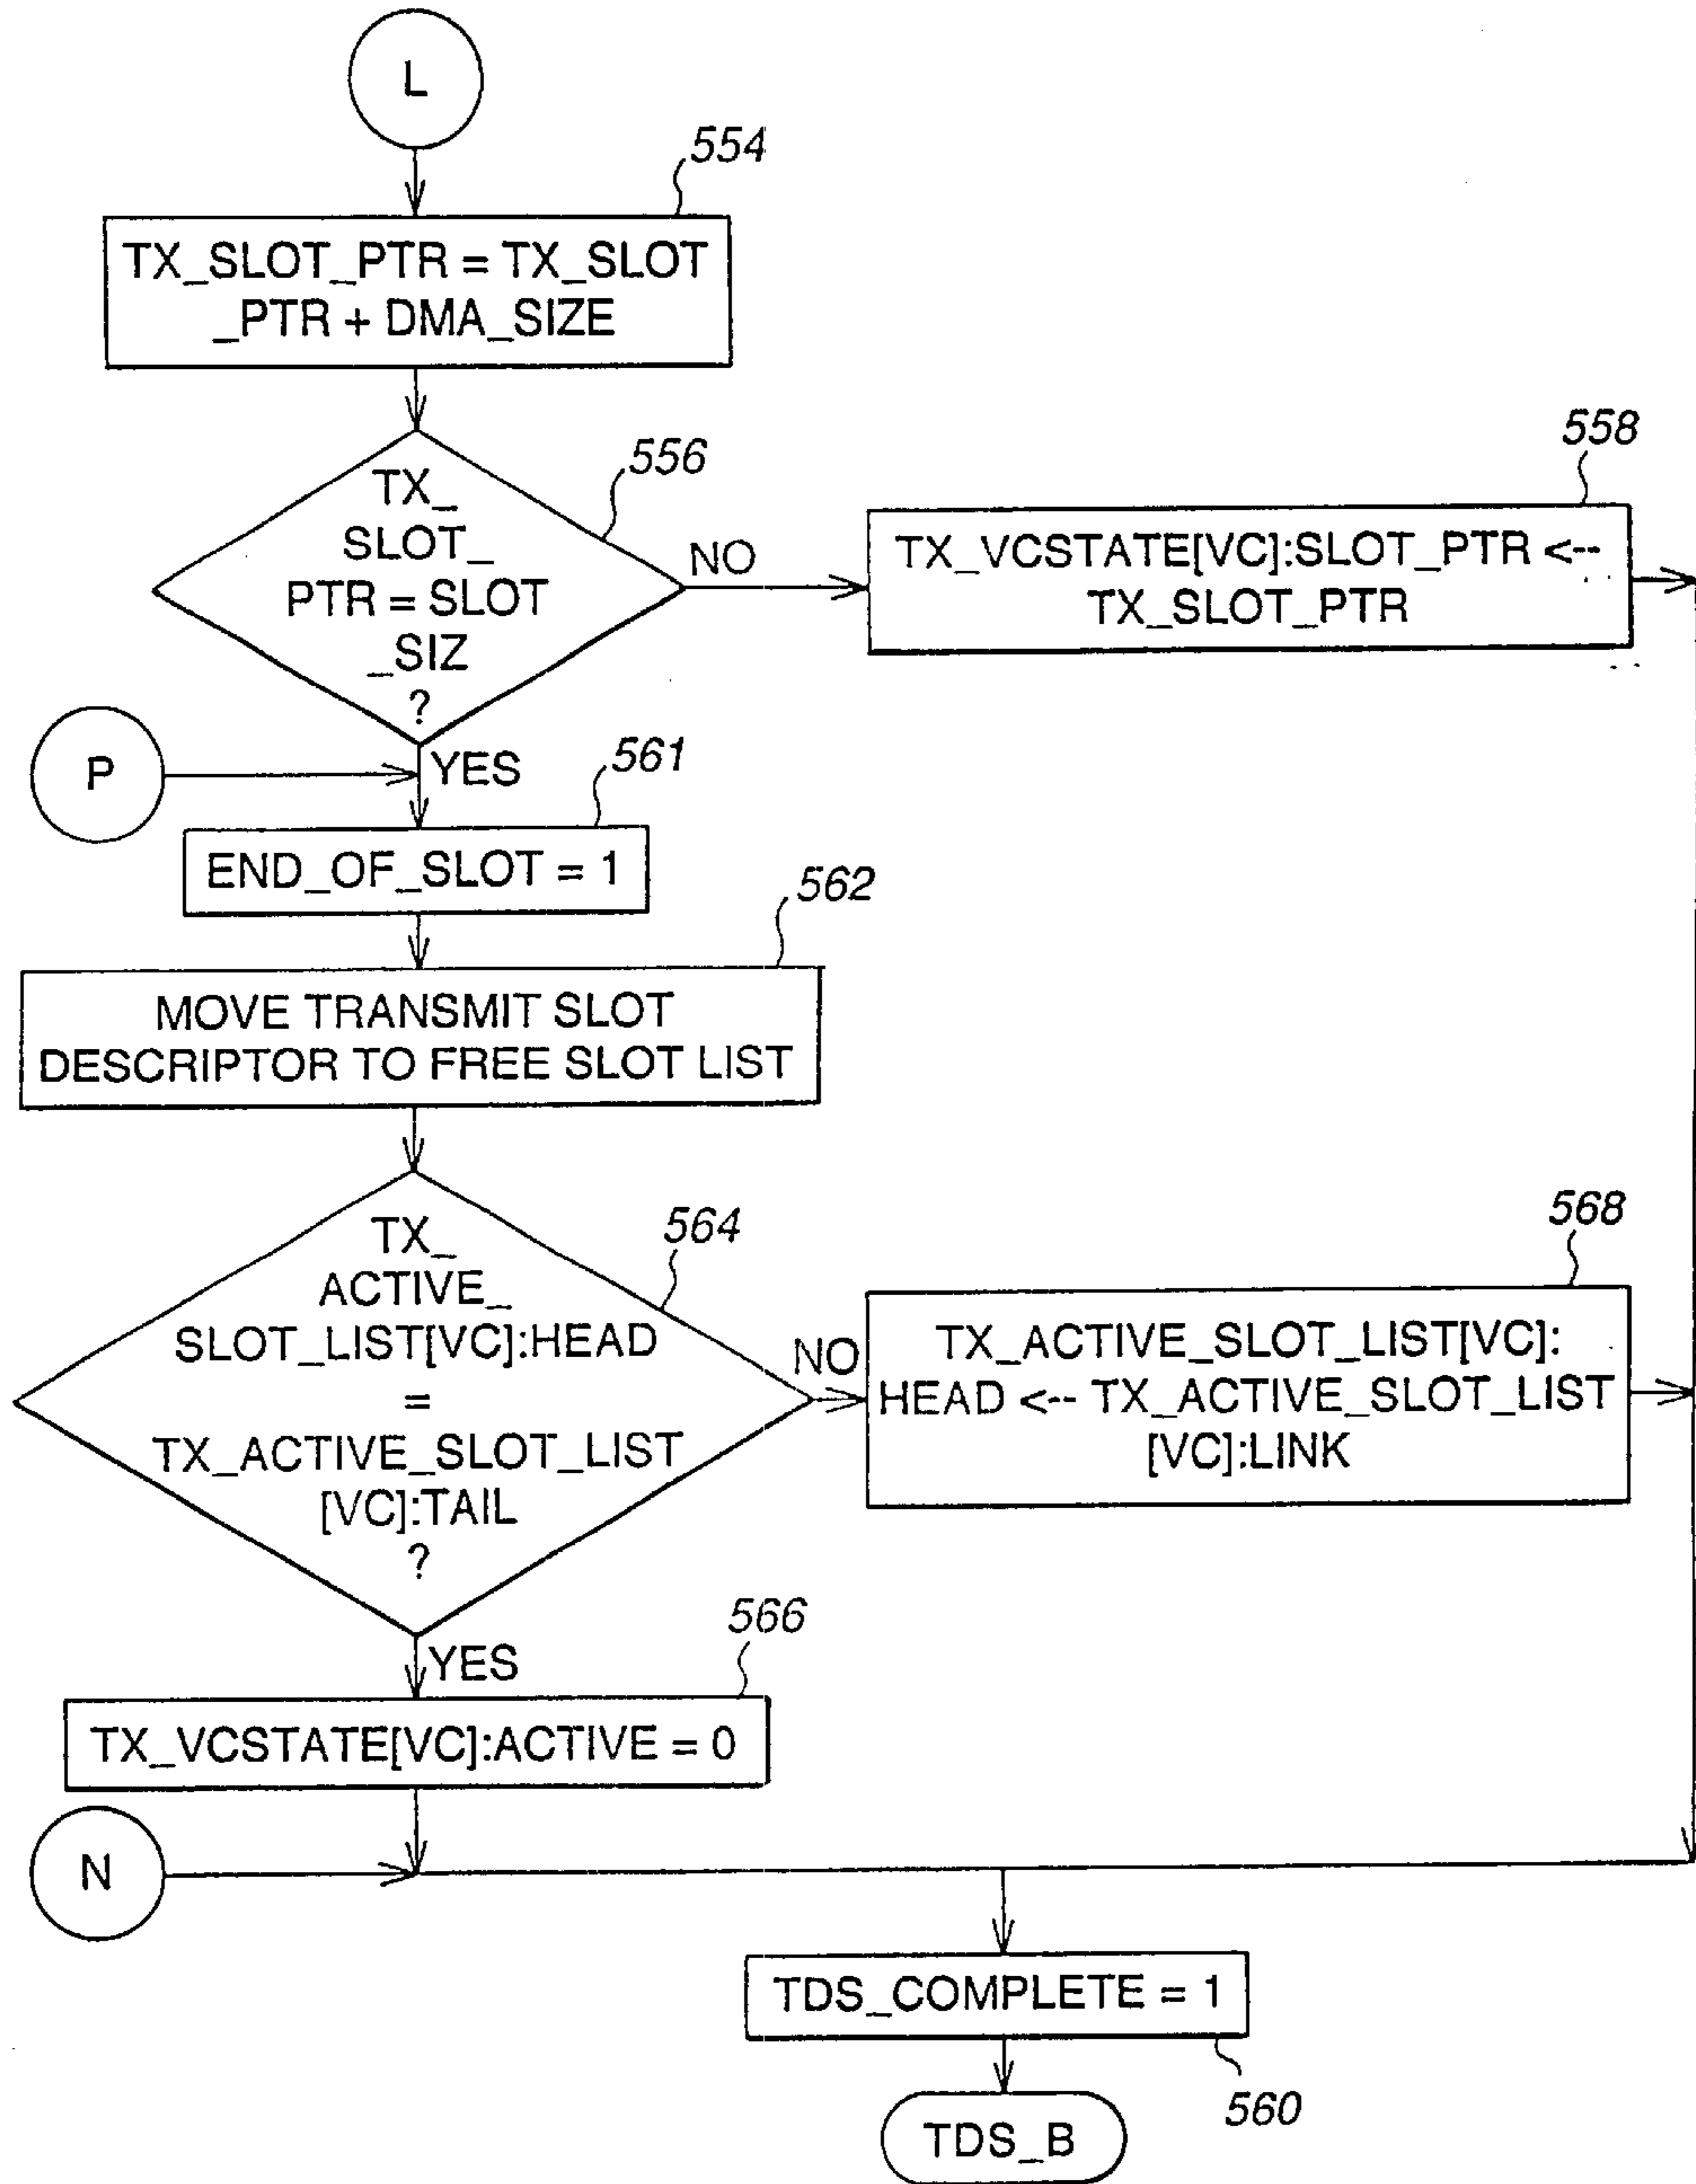 L
554
TX_SLOT_PTR = TX_SLOT
_PTR + DMA_SIZE
556
TX_
SLOT_
PTR = SLOT
_SIZ
?
NO
558
TX_VCSTATE[VC]:SLOT_PTR <--
TX_SLOT_PTR
P
YES
561
END_OF_SLOT = 1
562
MOVE TRANSMIT SLOT
DESCRIPTOR TO FREE SLOT LIST
564
TX_
ACTIVE_
SLOT_LIST[VC]:HEAD
=
TX_ACTIVE_SLOT_LIST
[VC]:TAIL
?
NO
568
TX_ACTIVE_SLOT_LIST[VC]:
HEAD <-- TX_ACTIVE_SLOT_LIST
[VC]:LINK
YES
566
TX_VCSTATE[VC]:ACTIVE = 0
N
TDS_COMPLETE = 1
560
TDS_B